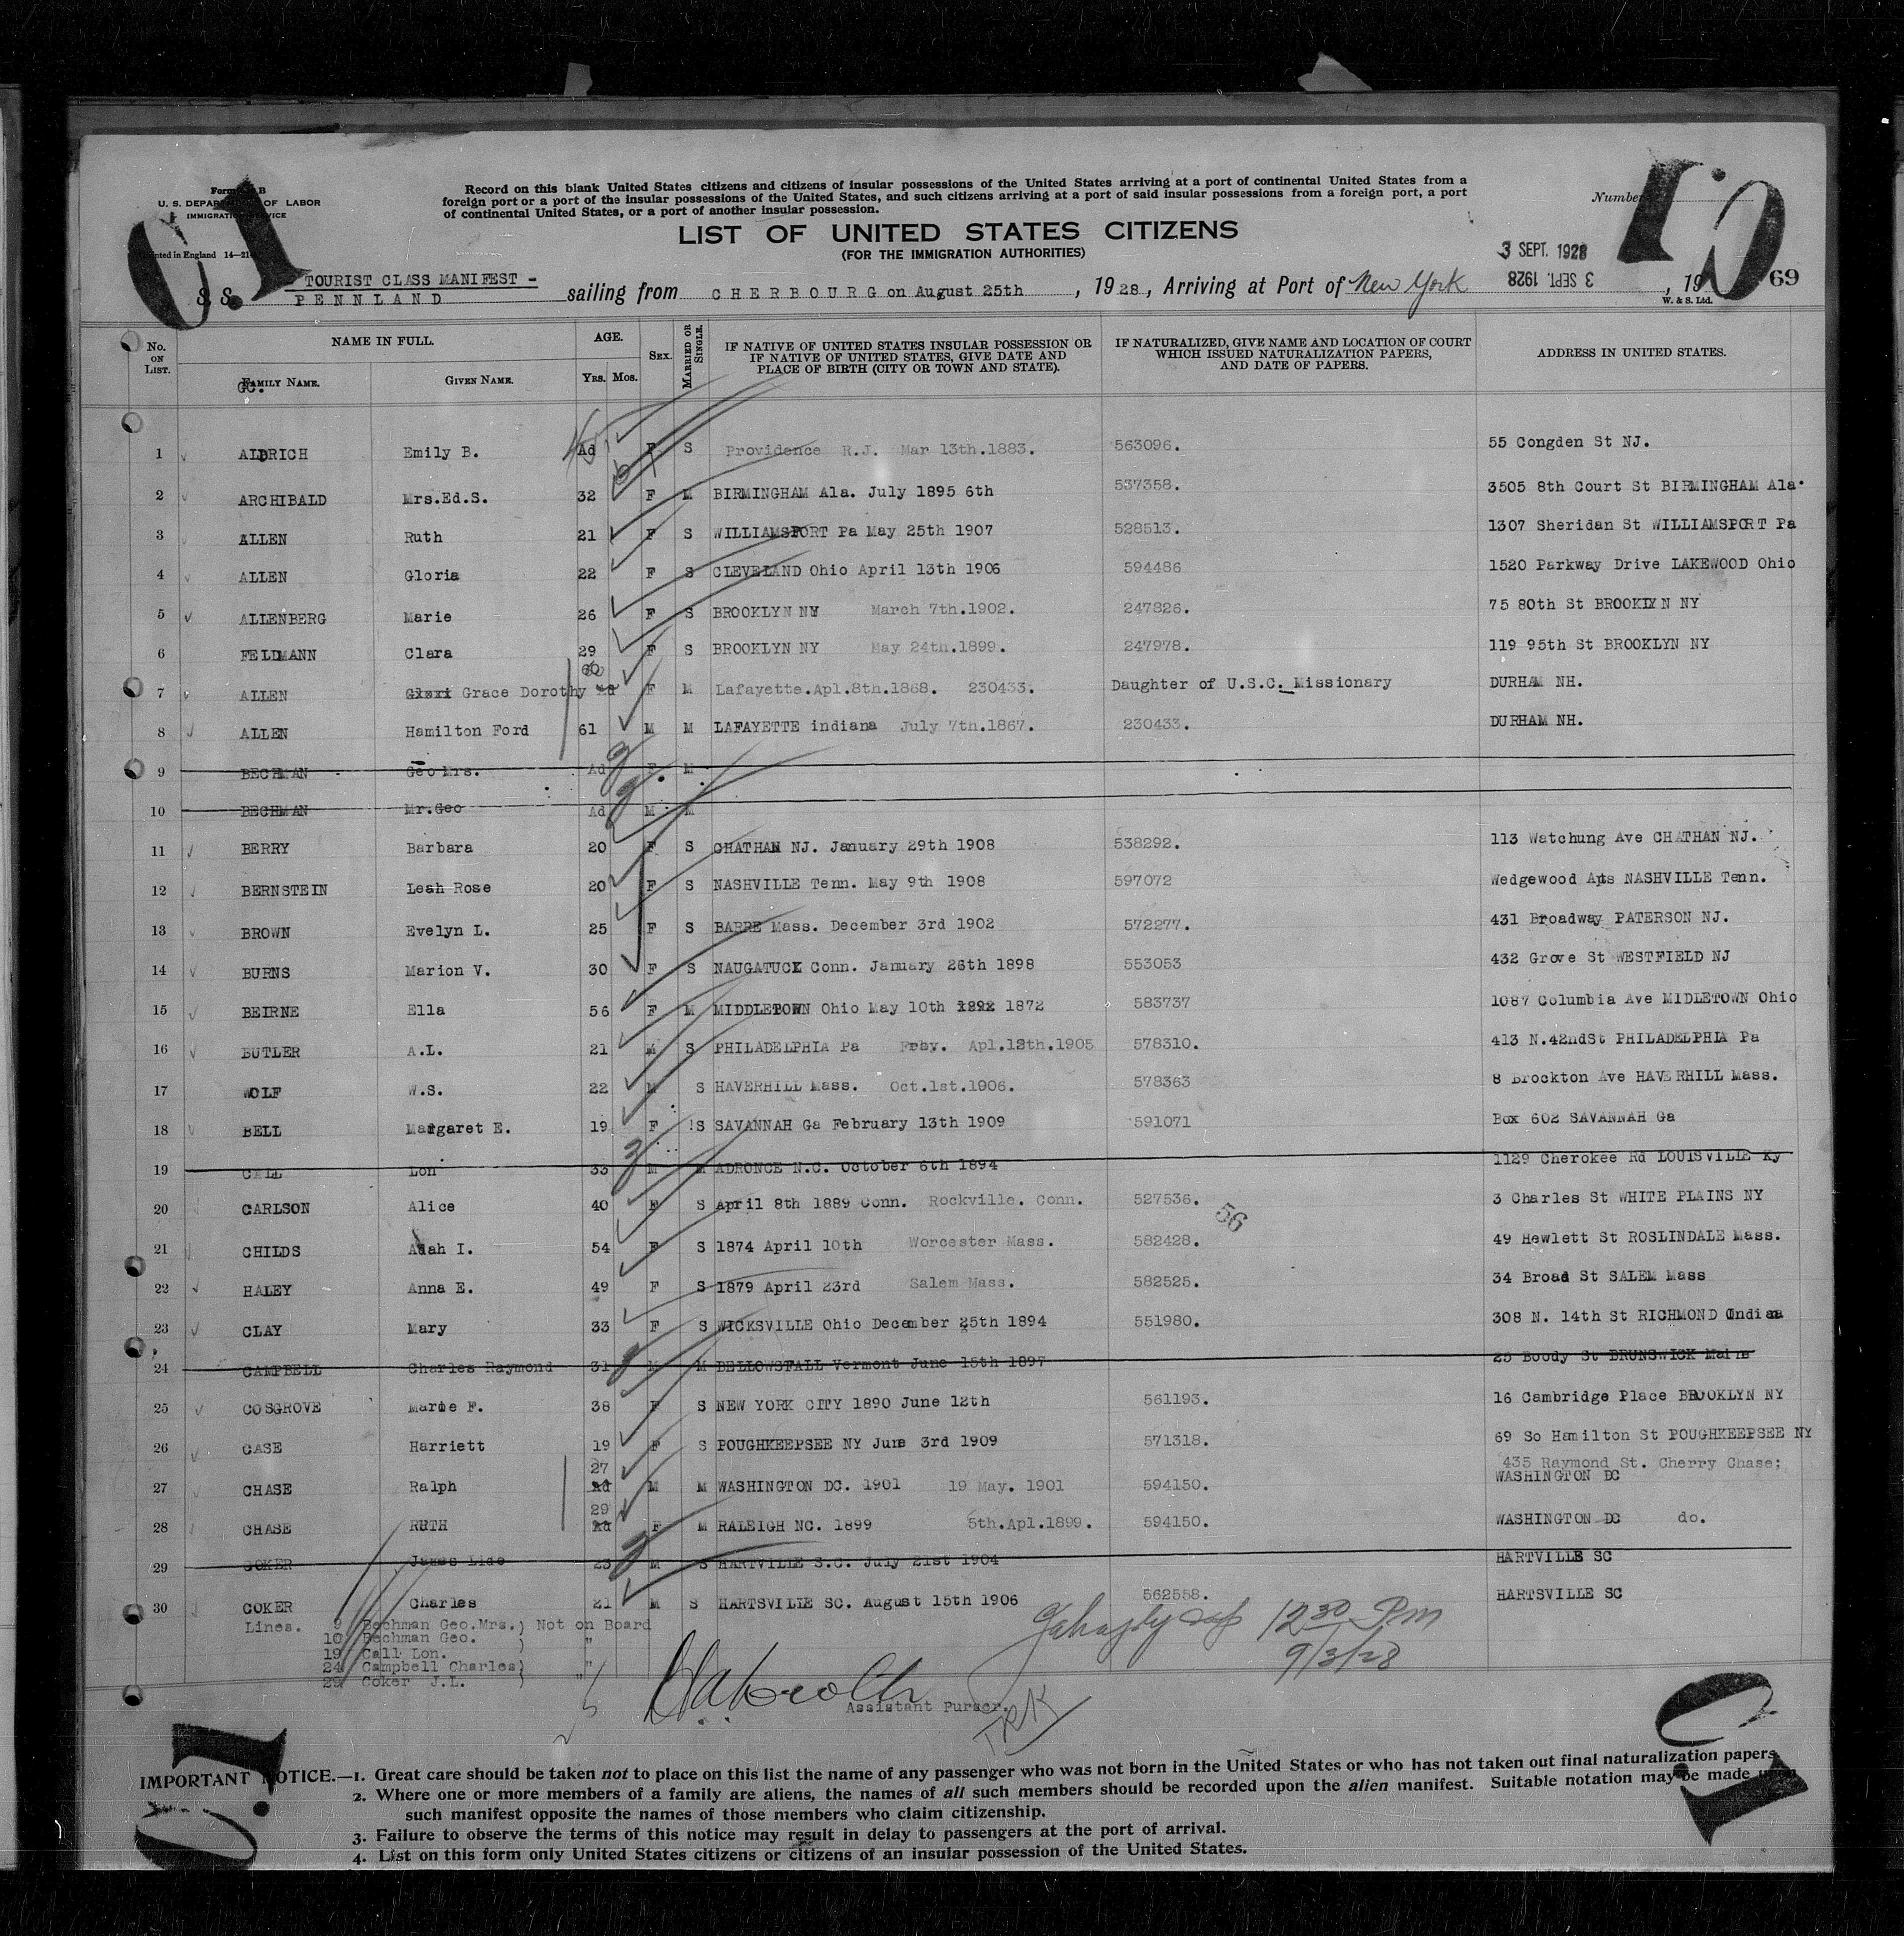 U. S. DEPARTMENT OF LABOR
IMMIGRATION SERVICE
Printed in England 14—
Record on this blank United States citizens and citizens of insular possessions of the United States arriving at a port of continental United States from a
foreign port or a port of the insular possessions of the United States, and such citizens arriving at a port of said insular possessions from a foreign port, a port
of continental United States, or a port of another insular possession.
Number
LIST OF UNITED STATES CITIZENS
(FOR THE IMMIGRATION AUTHORITIES)
3 SEPT. 1928
3 SEPT. 1928
TOURIST CLASS MANIFEST -
S. S. PENNLAND sailing from CHERBOURG on August 25th, 1928, Arriving at Port of New York, 19 69
W. & S. Ltd.
No. ON LIST. NAME IN FULL. AGE. SEX. MARRIED OR SINGLE. IF NATIVE OF UNITED STATES INSULAR POSSESSION OR IF NATIVE OF UNITED STATES, GIVE DATE AND PLACE OF BIRTH (CITY OR TOWN AND STATE). IF NATURALIZED, GIVE NAME AND LOCATION OF COURT WHICH ISSUED NATURALIZATION PAPERS, AND DATE OF PAPERS. ADDRESS IN UNITED STATES.
FAMILY NAME. GIVEN NAME. YRS. MOS.
1 ALDRICH Emily B. Ad 45 F S Providence R.J. Mar 13th.1883. 563096. 55 Congden St NJ.
2 ARCHIBALD Mrs.Ed.S. 32 F M BIRMINGHAM Ala. July 1895 6th 537358. 3505 8th Court St BIRMINGHAM Ala.
3 ALLEN Ruth 21 F S WILLIAMSPORT Pa May 25th 1907 528513. 1307 Sheridan St WILLIAMSPORT Pa
4 ALLEN Gloria 22 F S CLEVELAND Ohio April 13th 1906 594486 1520 Parkway Drive LAKEWOOD Ohio
5 ALLENBERG Marie 26 F S BROOKLYN NY March 7th.1902. 247826. 75 80th St BROOKLYN NY
6 FELDMANN Clara 29 F S BROOKLYN NY May 24th.1899. 247978. 119 95th St BROOKLYN NY
7 ALLEN Grace Dorothy 60 Ad F M Lafayette.Apl.8th.1868. 230433. Daughter of U.S.C. Missionary DURHAM NH.
8 ALLEN Hamilton Ford 61 M M LAFAYETTE indiana July 7th.1867. 230433. DURHAM NH.
9 BECHMAN Geo Mrs. Ad F M
10 BECHMAN Mr.Geo Ad M M
11 BERRY Barbara 20 F S CHATHAN NJ. January 29th 1908 538292. 113 Watchung Ave CHATHAN NJ.
12 BERNSTEIN Leah Rose 20 F S NASHVILLE Tenn. May 9th 1908 597072 Wedgewood Apts NASHVILLE Tenn.
13 BROWN Evelyn L. 25 F S BARRE Mass. December 3rd 1902 572277. 431 Broadway PATERSON NJ.
14 BURNS Marion V. 30 F S NAUGATUCK Conn. January 26th 1898 553053 432 Grove St WESTFIELD NJ
15 BEIRNE Ella 56 F M MIDDLETOWN Ohio May 10th 1892 1872 583737 1087 Columbia Ave MIDLETOWN Ohio
16 BUTLER A.L. 21 M S PHILADELPHIA Pa Apl.12th.1905 578310. 413 N.42ndSt PHILADELPHIA Pa
17 WOLF W.S. 22 M S HAVERHILL Mass. Oct.1st.1906. 578363 8 Brockton Ave HAVERHILL Mass.
18 BELL Margaret E. 19 F S SAVANNAH Ga February 13th 1909 591071 Box 602 SAVANNAH Ga
19 CALL Lon 33 M M ADRONCE N.C. October 6th 1894 1129 Cherokee Rd LOUISVILLE Ky
20 CARLSON Alice 40 F S April 8th 1889 Conn. Rockville. Conn. 527536. 3 Charles St WHITE PLAINS NY
56
21 CHILDS Adah I. 54 F S 1874 April 10th Worcester Mass. 582428. 49 Hewlett St ROSLINDALE Mass.
22 HALEY Anna E. 49 F S 1879 April 23rd Salem Mass. 582525. 34 Broad St SALEM Mass
23 CLAY Mary 33 F S WICKSVILLE Ohio December 25th 1894 551980. 308 N. 14th St RICHMOND Indiaa
24 CAMPBELL Charles Raymond 31 M M BELLOWSFALL Vermont June 15th 1897 25 Boody St BRUNSWICK Maine
25 COSGROVE Marie F. 38 F S NEW YORK CITY 1890 June 12th 561193. 16 Cambridge Place BROOKLYN NY
26 CASE Harriett 19 F S POUGHKEEPSEE NY June 3rd 1909 571318. 69 So Hamilton St POUGHKEEPSEE NY
27 CHASE Ralph 27 Ad M M WASHINGTON DC. 1901 19 May. 1901 594150. 435 Raymond St. Cherry Chase; WASHINGTON DC
28 CHASE RUTH 29 Ad F M RALEIGH NC. 1899 5th.Apl.1899. 594150. WASHINGTON DC do.
29 COKER James Lide 23 M S HARTVILLE S.C. July 21st 1904 HARTVILLE SC
30 COKER Charles 21 M S HARTSVILLE SC. August 15th 1906 562558. HARTSVILLE SC
Lines. 9 Bechman Geo.Mrs.) Not on Board
10 Bechman Geo. ) "
19 Call Lon.
24 Campbell Charles) "
29 Coker J.L. ) "
12 30 Pm
9/3/28
Assistant Purser.
IMPORTANT NOTICE.—1. Great care should be taken not to place on this list the name of any passenger who was not born in the United States or who has not taken out final naturalization papers.
2. Where one or more members of a family are aliens, the names of all such members should be recorded upon the alien manifest. Suitable notation may be made upon
such manifest opposite the names of those members who claim citizenship.
3. Failure to observe the terms of this notice may result in delay to passengers at the port of arrival.
4. List on this form only United States citizens or citizens of an insular possession of the United States.